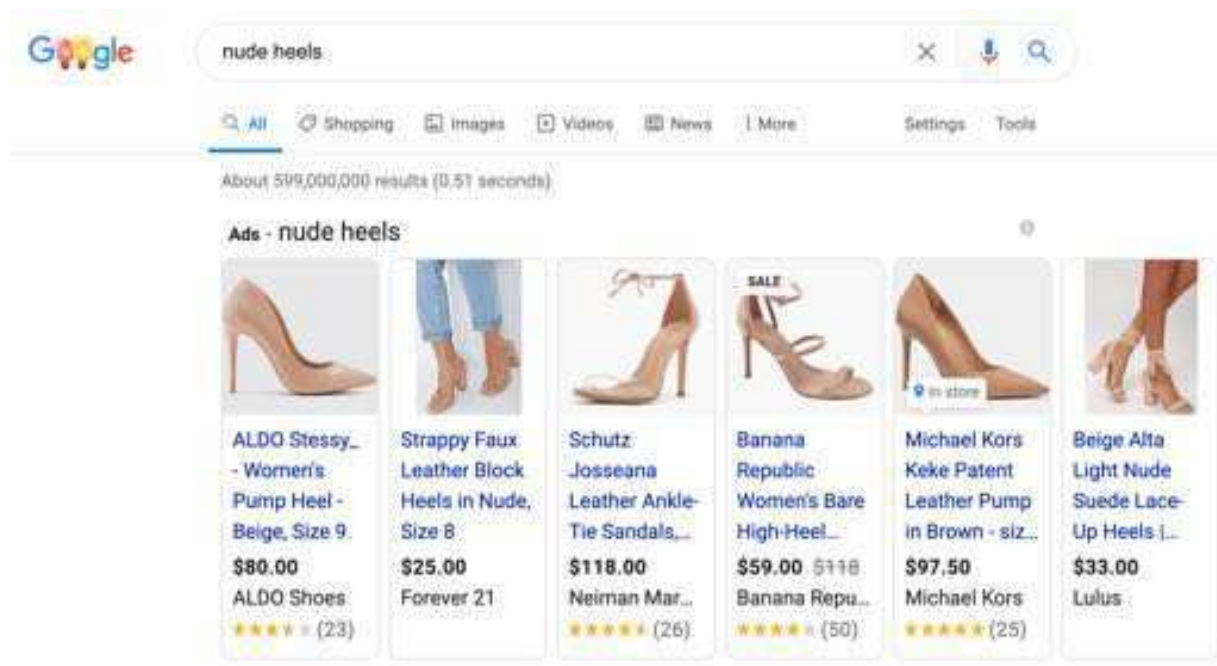 Google
nude heels
All Shopping Images Videos News More Settings Tools
About 599,000,000 results (0.51 seconds)
Ads - nude heels
SALE
In store
ALDO Stessy_
- Women's
Pump Heel -
Beige, Size 9
$80.00
ALDO Shoes
(23)
Strappy Faux
Leather Block
Heels in Nude,
Size 8
$25.00
Forever 21
Schutz
Josseana
Leather Ankle-
Tie Sandals,...
$118.00
Neiman Mar...
(26)
Banana
Republic
Women's Bare
High-Heel...
$59.00 $118
Banana Repu...
(50)
Michael Kors
Keke Patent
Leather Pump
in Brown - siz...
$97.50
Michael Kors
(25)
Beige Alta
Light Nude
Suede Lace-
Up Heels |...
$33.00
Lulus